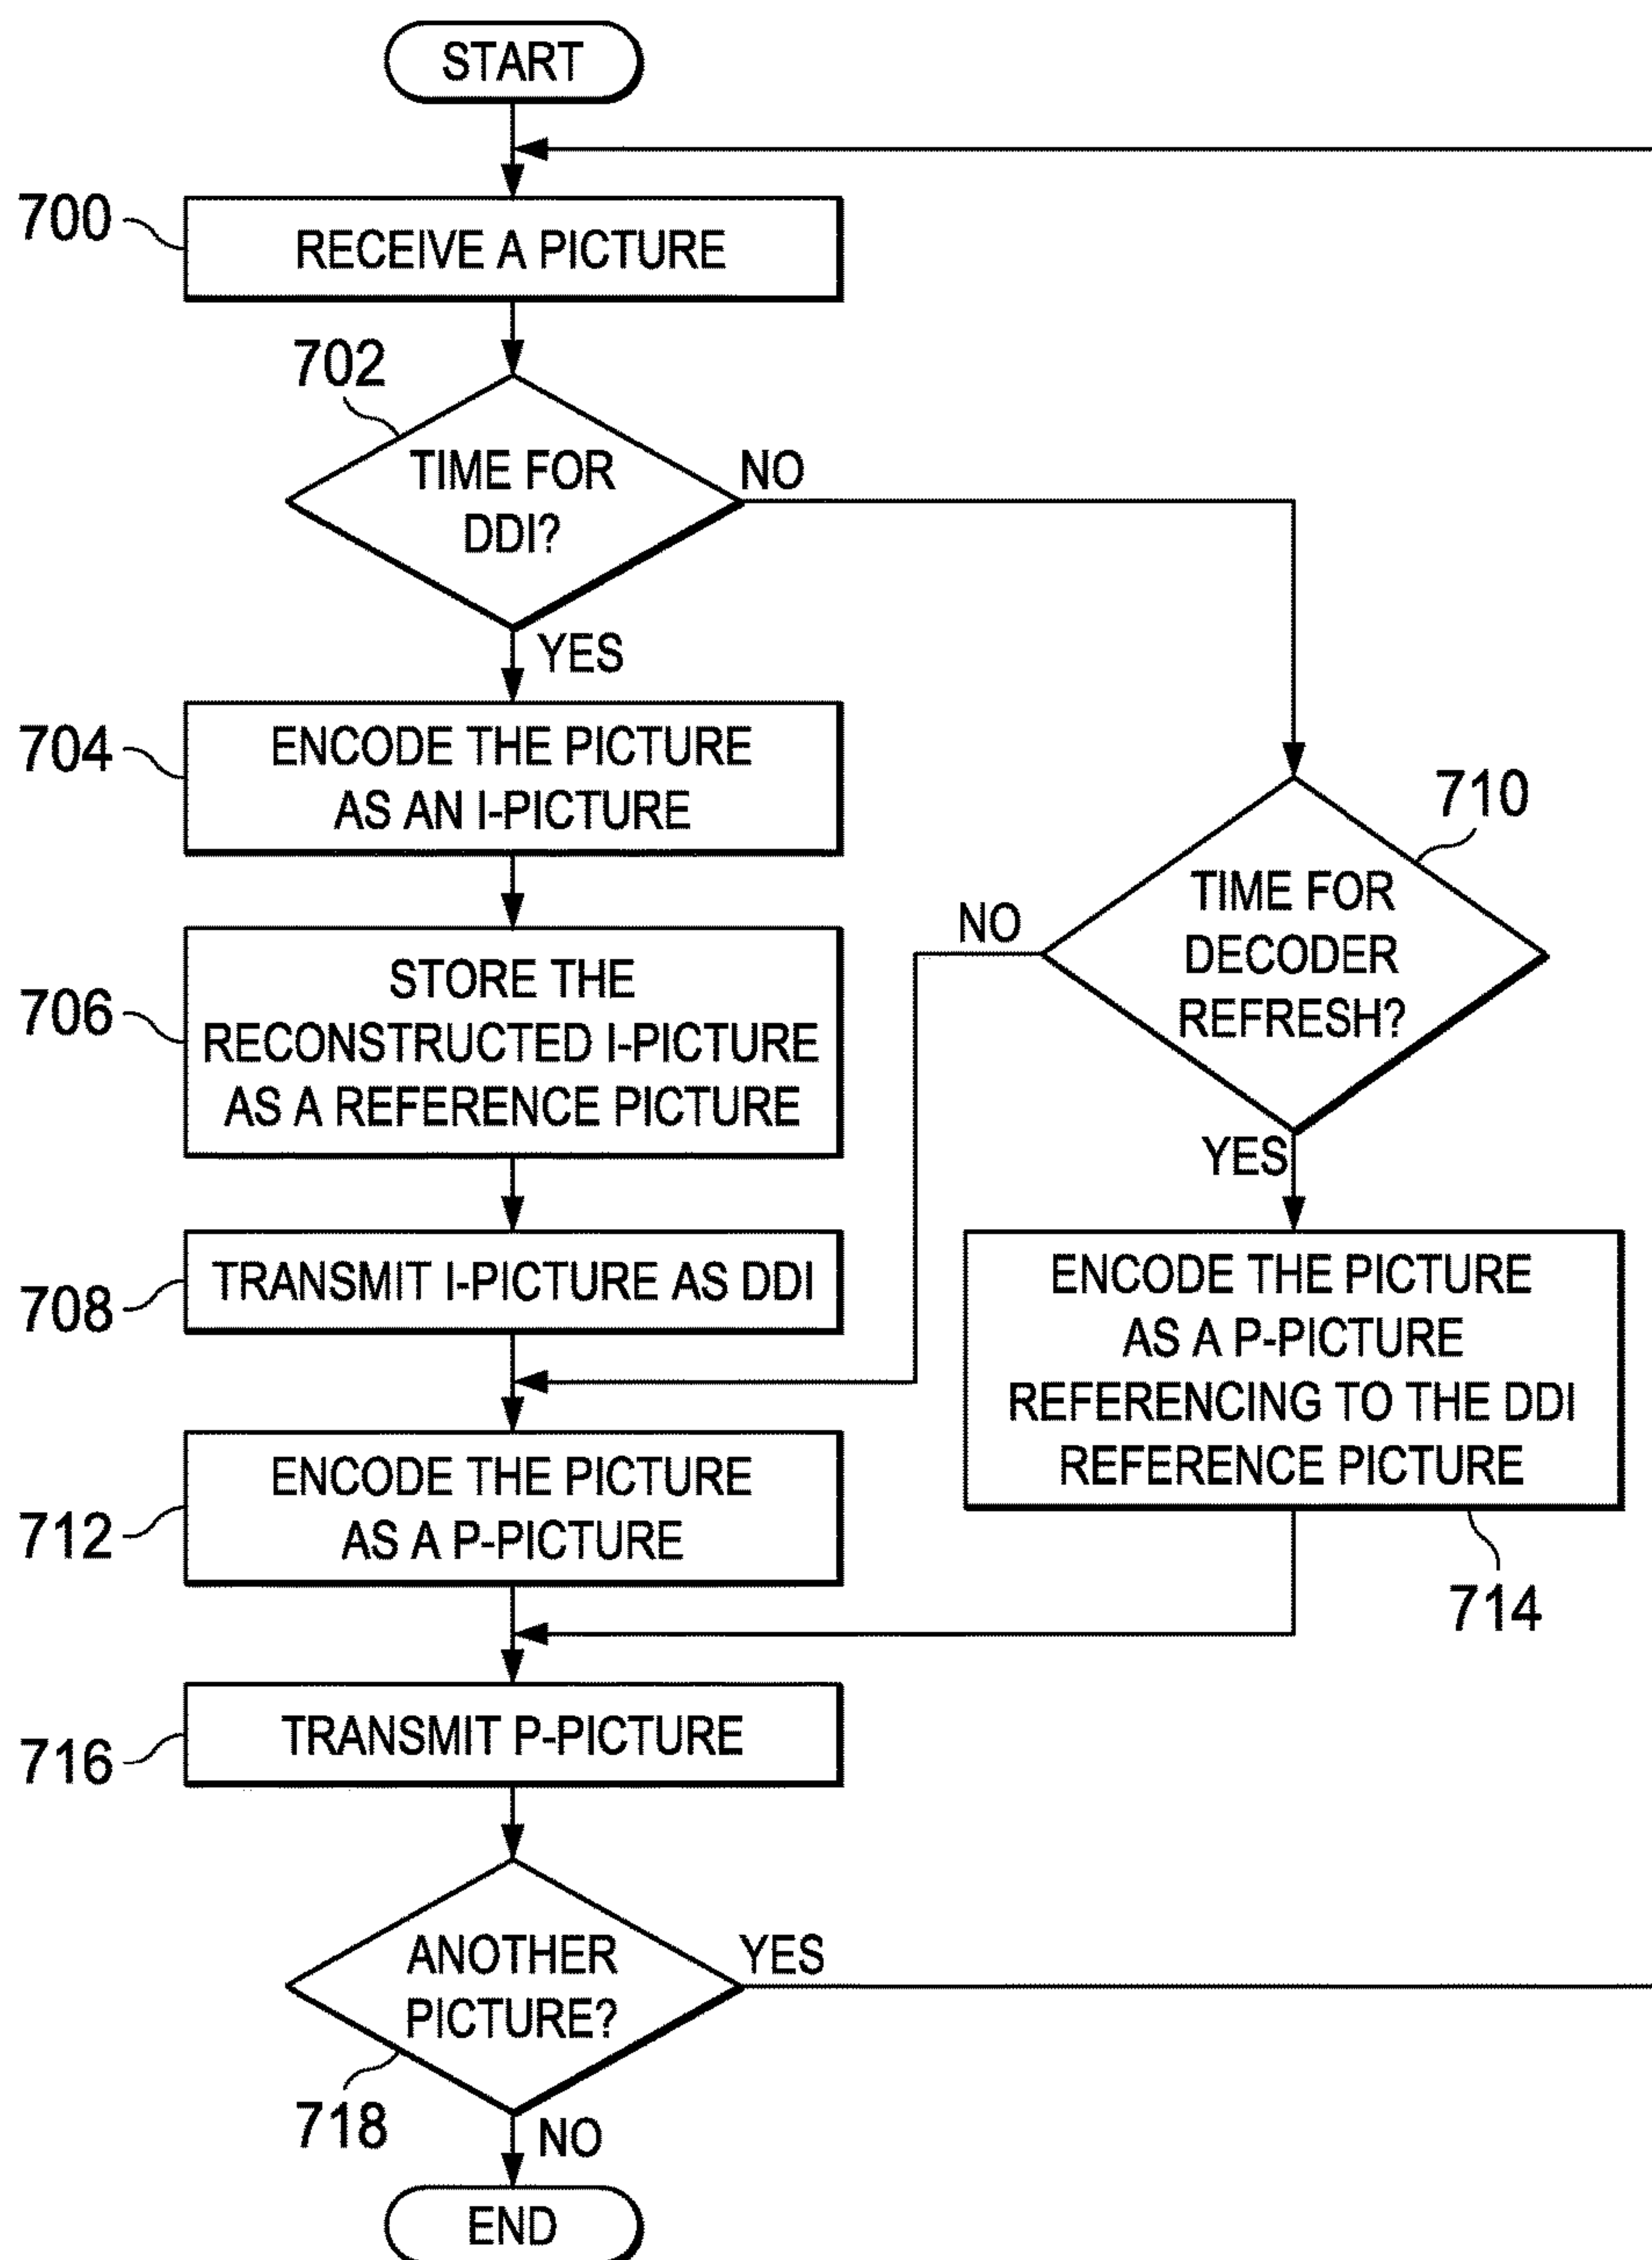 START
700
RECEIVE A PICTURE
702
TIME FOR
DDI?
NO
YES
704
ENCODE THE PICTURE
AS AN I-PICTURE
710
TIME FOR
DECODER
REFRESH?
NO
YES
706
STORE THE
RECONSTRUCTED I-PICTURE
AS A REFERENCE PICTURE
708
TRANSMIT I-PICTURE AS DDI
ENCODE THE PICTURE
AS A P-PICTURE
REFERENCING TO THE DDI
REFERENCE PICTURE
714
712
ENCODE THE PICTURE
AS A P-PICTURE
716
TRANSMIT P-PICTURE
ANOTHER
PICTURE?
YES
718
NO
END